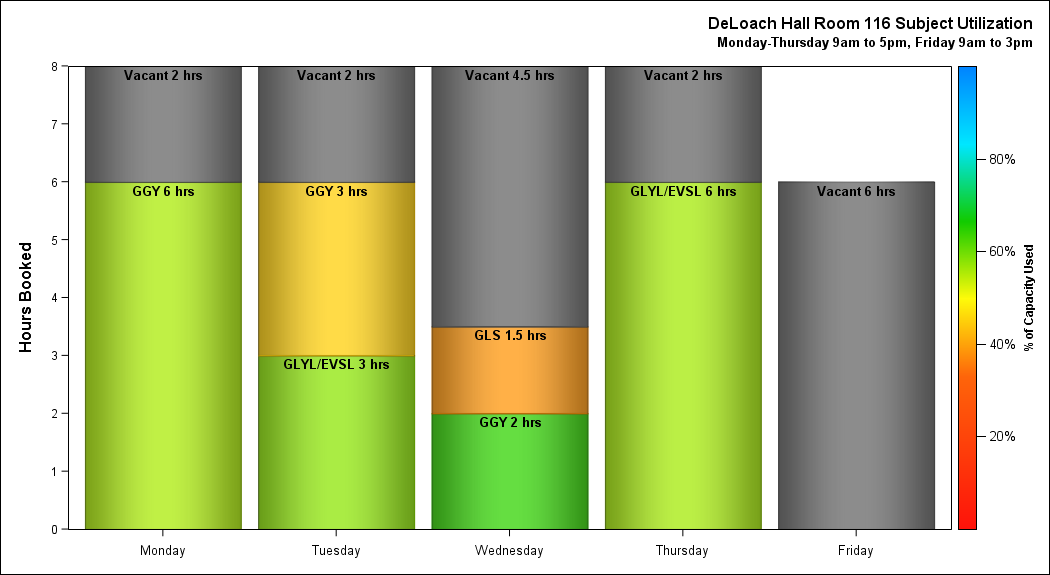 DeLoach Hall Room 116 Subject Utilization
Monday-Thursday 9am to 5pm, Friday 9am to 3pm
Hours Booked
8
7
6
5
4
3
2
1
0
Vacant 2 hrs
GGY 6 hrs
Vacant 2 hrs
GGY 3 hrs
GLYL/EVSL 3 hrs
Vacant 4.5 hrs
GLS 1.5 hrs
GGY 2 hrs
Vacant 2 hrs
GLYL/EVSL 6 hrs
Vacant 6 hrs
Monday
Tuesday
Wednesday
Thursday
Friday
80%
60%
40%
20%
% of Capacity Used